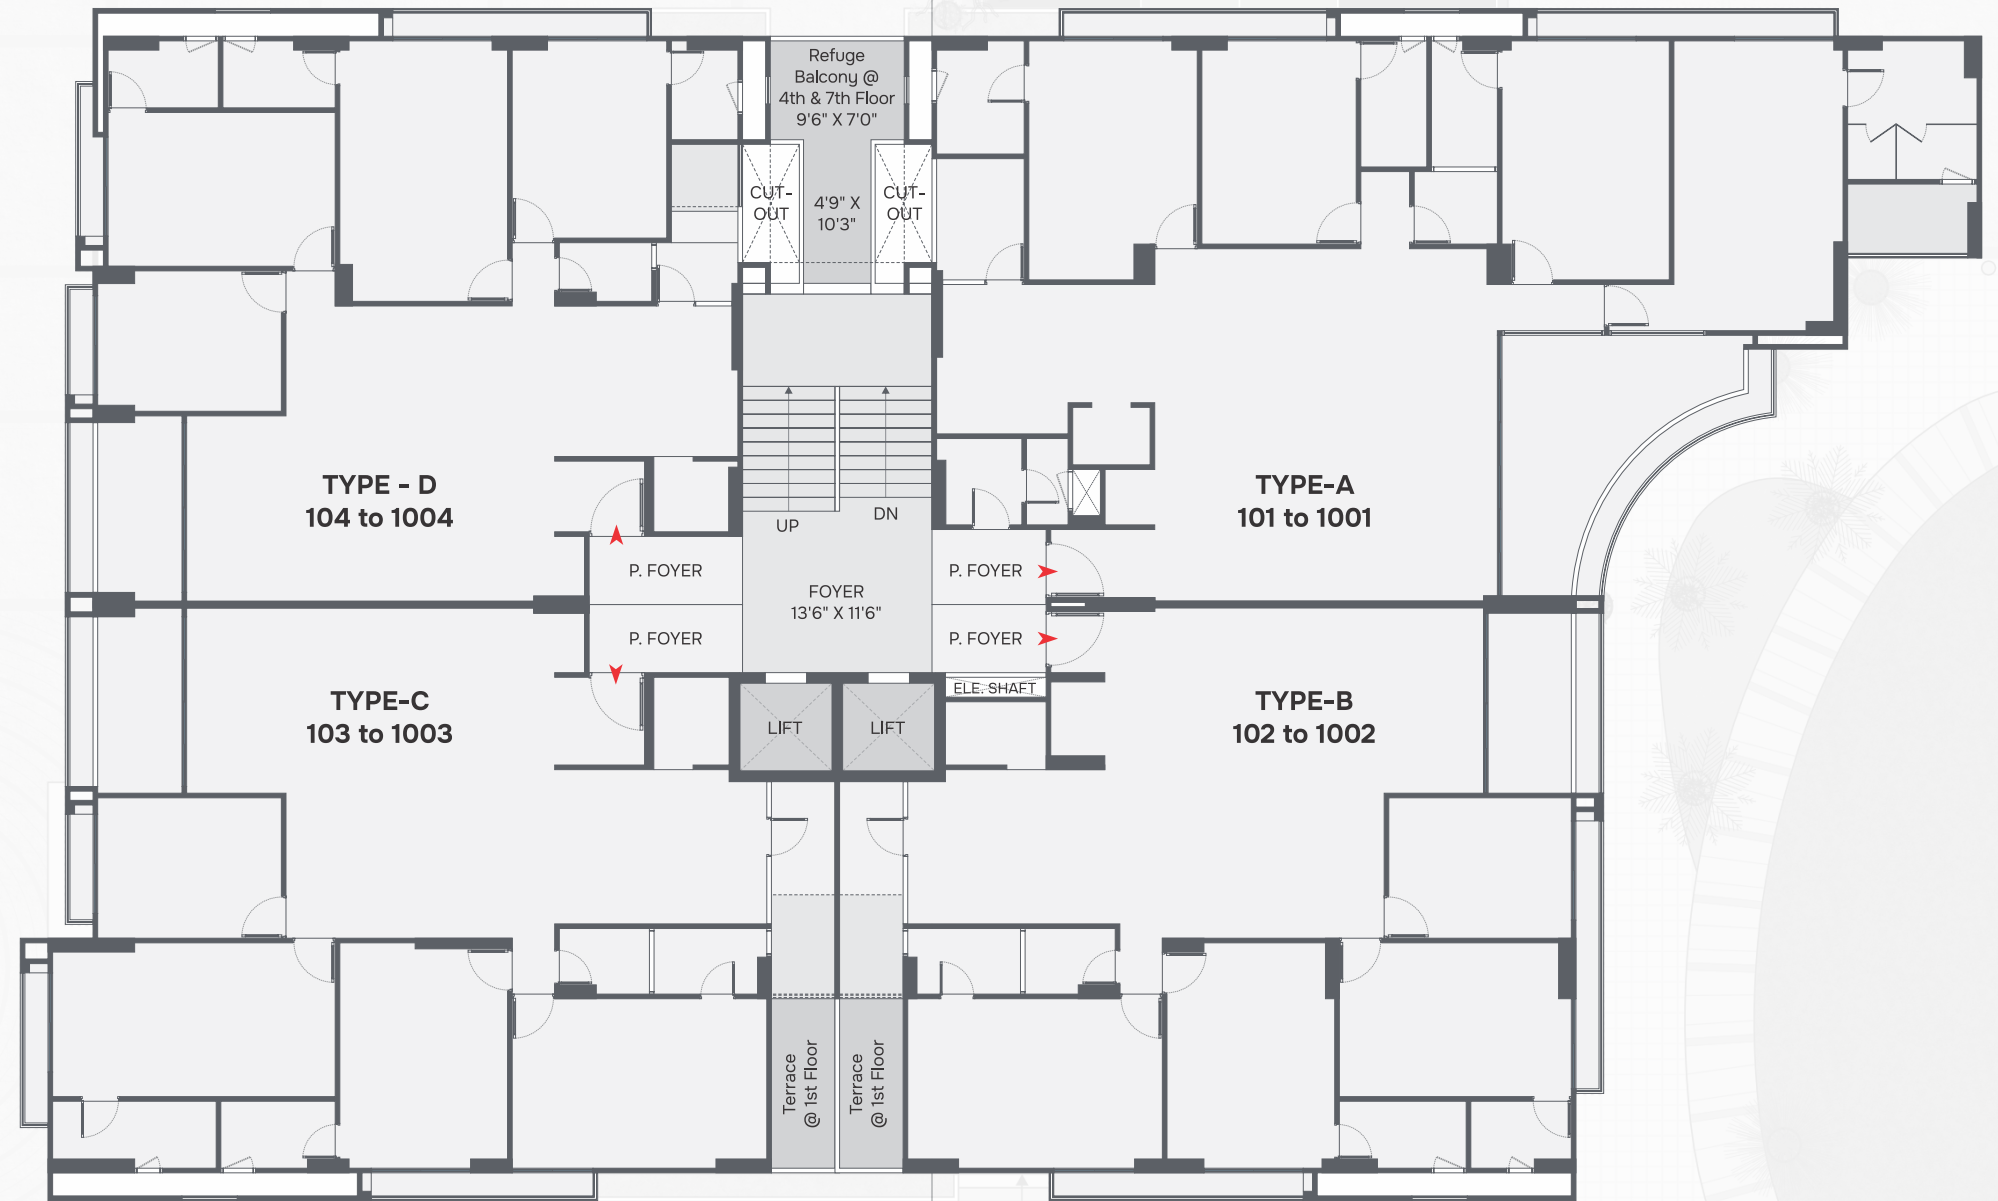 Refuge
Balcony @
4th & 7th Floor
9'6" X 7'0"
CUT-
OUT
4'9" X
10'3"
CUT-
OUT
TYPE - D
104 to 1004
UP
DN
TYPE-A
101 to 1001
P. FOYER
FOYER
13'6" X 11'6"
P. FOYER
P. FOYER
P. FOYER
TYPE-C
103 to 1003
LIFT
LIFT
ELE. SHAFT
TYPE-B
102 to 1002
Terrace
@ 1st Floor
Terrace
@ 1st Floor